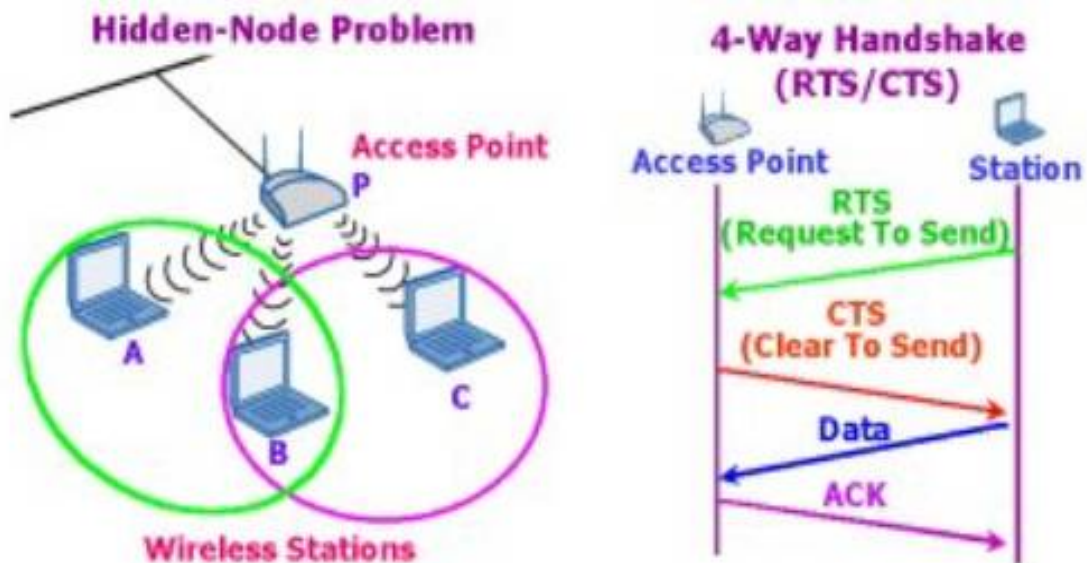 Hidden-Node Problem
Access Point
P
A
B
C
Wireless Stations
4-Way Handshake
(RTS/CTS)
Access Point
Station
RTS
(Request To Send)
CTS
(Clear To Send)
Data
ACK